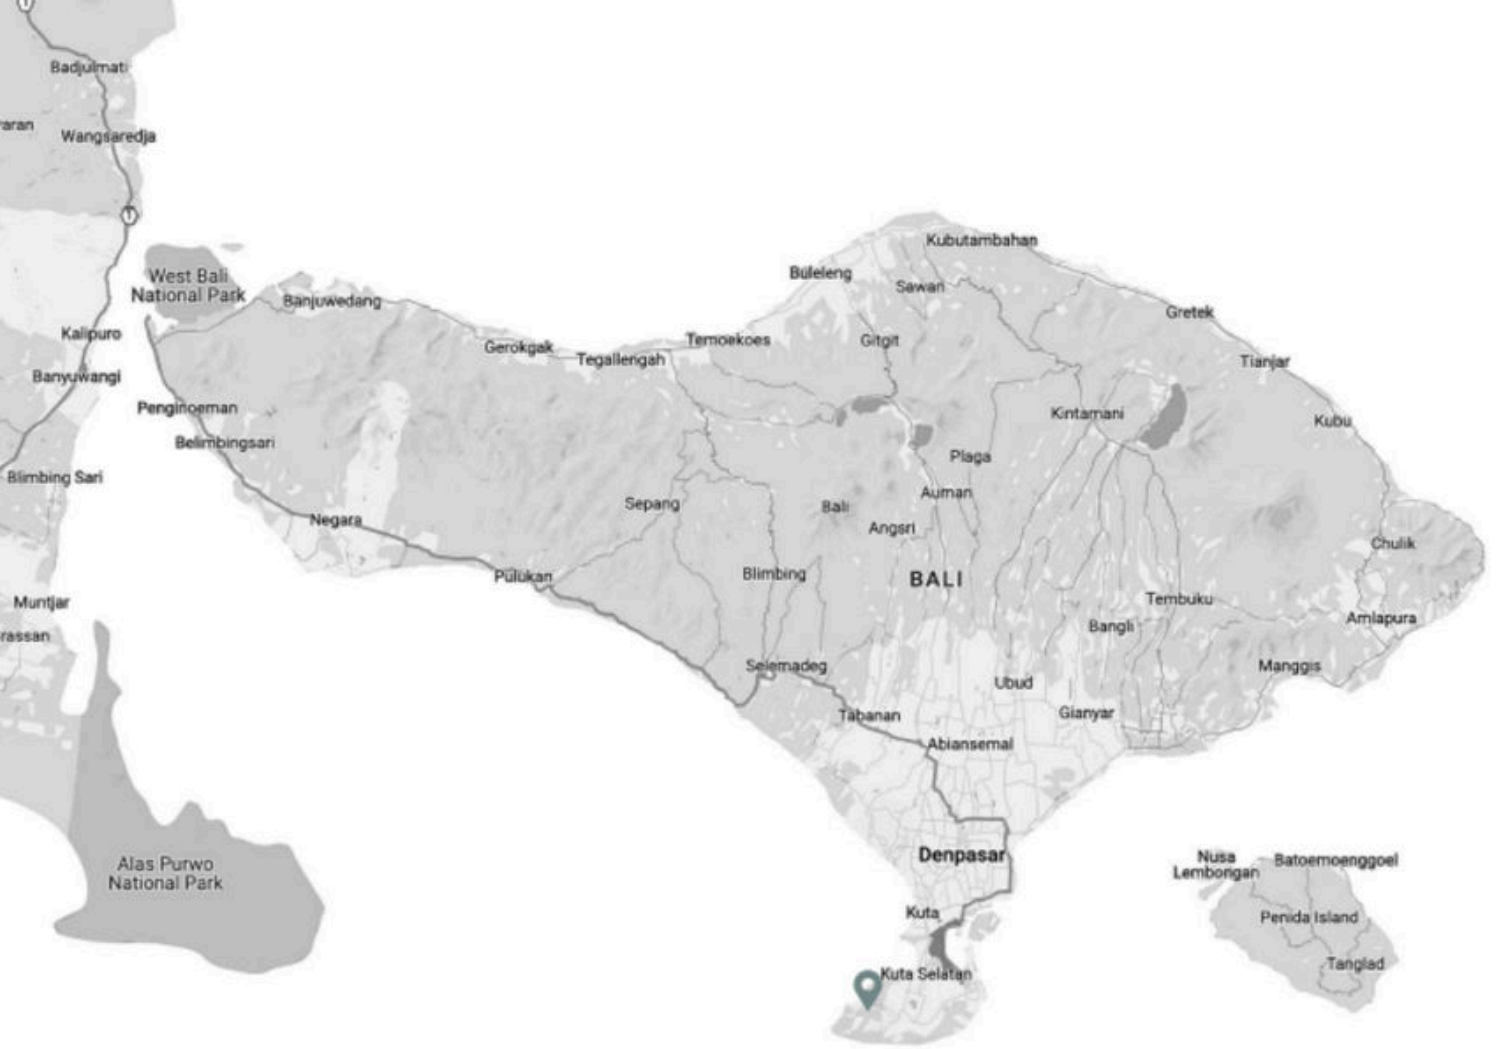 Badjulmati
raran
Wangsaredja
Kubutambahan
Buleleng
West Bali
National Park
Sawan
Banjuwedang
Gretek
Kalipuro
Temoekoes
Gitgit
Gerokgak
Tegallengah
Tianjar
Banyuwangi
Penginoeman
Kintamani
Kubu
Belimbingsari
Plaga
Blimbing Sari
Auman
Sepang
Bali
Negara
Angsri
Chulik
Pulukan
Blimbing
BALI
Muntjar
Tembuku
Amlapura
Bangli
rassan
Selemadeg
Manggis
Ubud
Tabanan
Gianyar
Abiansemal
Denpasar
Nusa
Lembongan
Batoemoenggoel
Alas Purwo
National Park
Kuta
Penida Island
Tanglad
Kuta Selatan